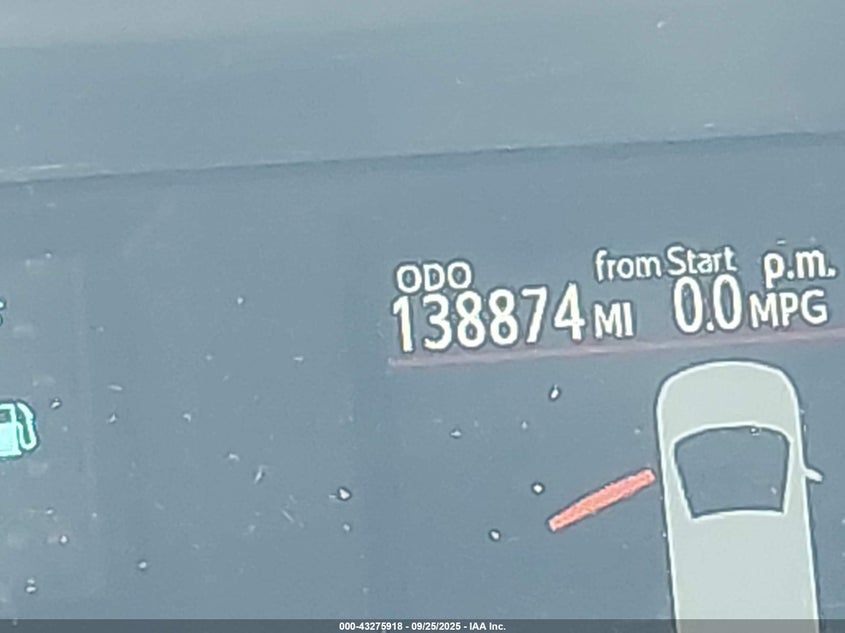 ODO from Start p.m.
138874 MI 0.0 MPG
000-43275918 - 09/25/2025 - IAA Inc.